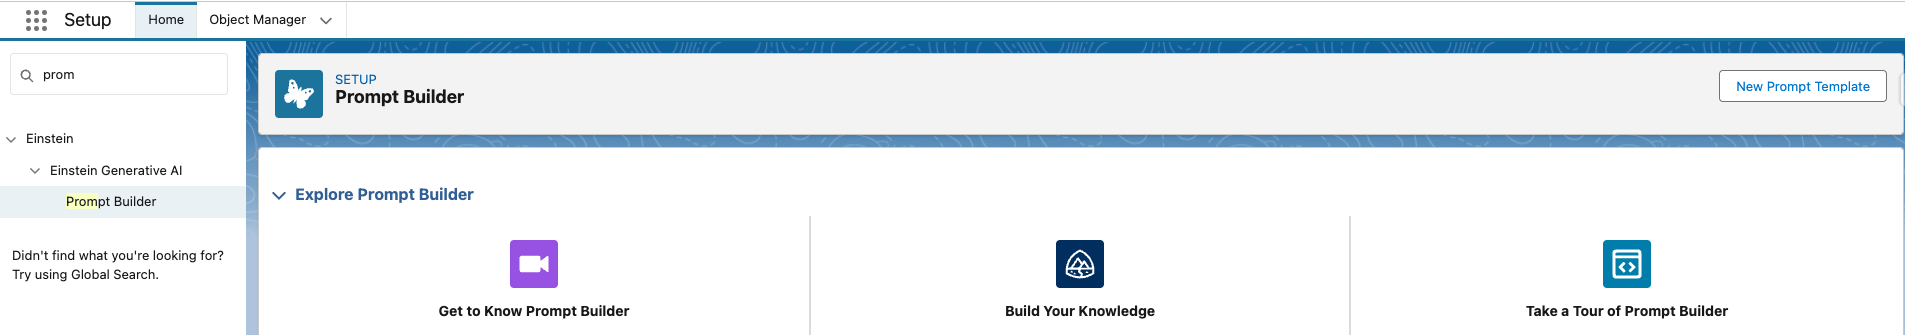 Setup
Home
Object Manager
prom
Einstein
Einstein Generative AI
Prompt Builder
Didn't find what you're looking for?
Try using Global Search.
SETUP
Prompt Builder
New Prompt Template
Explore Prompt Builder
Get to Know Prompt Builder
Build Your Knowledge
Take a Tour of Prompt Builder